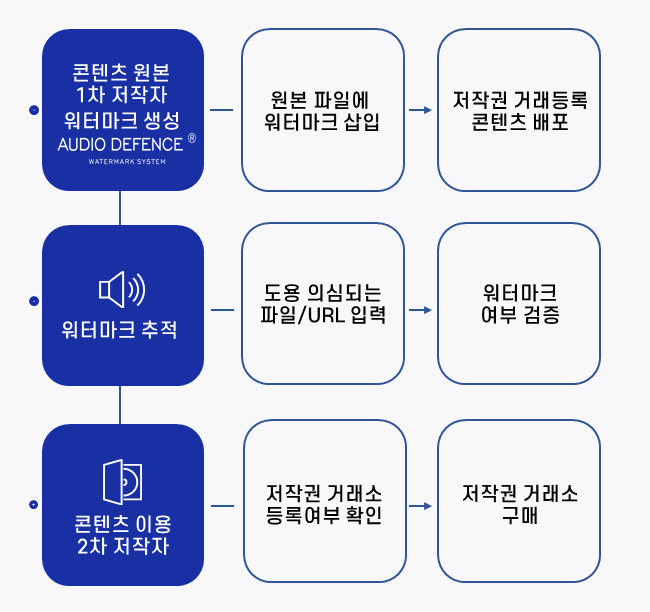 콘텐츠 원본
1차 저작자
워터마크 생성
AUDIO DEFENCE ®
WATERMARK SYSTEM
원본 파일에
워터마크 삽입
저작권 거래등록
콘텐츠 배포
워터마크 추적
도용 의심되는
파일/URL 입력
워터마크
여부 검증
콘텐츠 이용
2차 저작자
저작권 거래소
등록여부 확인
저작권 거래소
구매